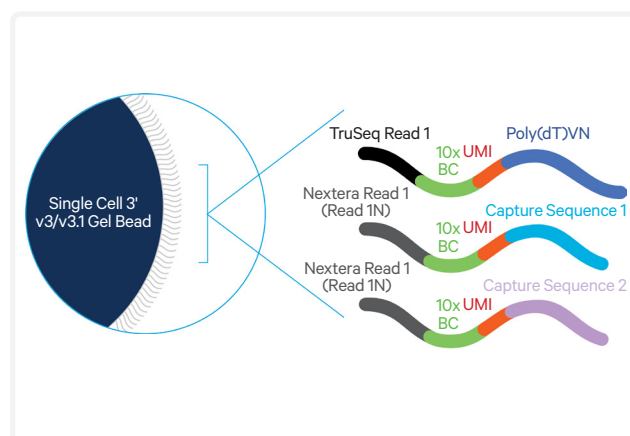 Single Cell 3'
v3/v3.1 Gel Bead
TruSeq Read 1
10x UMI
BC
Poly(dT)VN
Nextera Read 1
(Read 1N)
10x UMI
BC
Capture Sequence 1
Nextera Read 1
(Read 1N)
10x UMI
BC
Capture Sequence 2